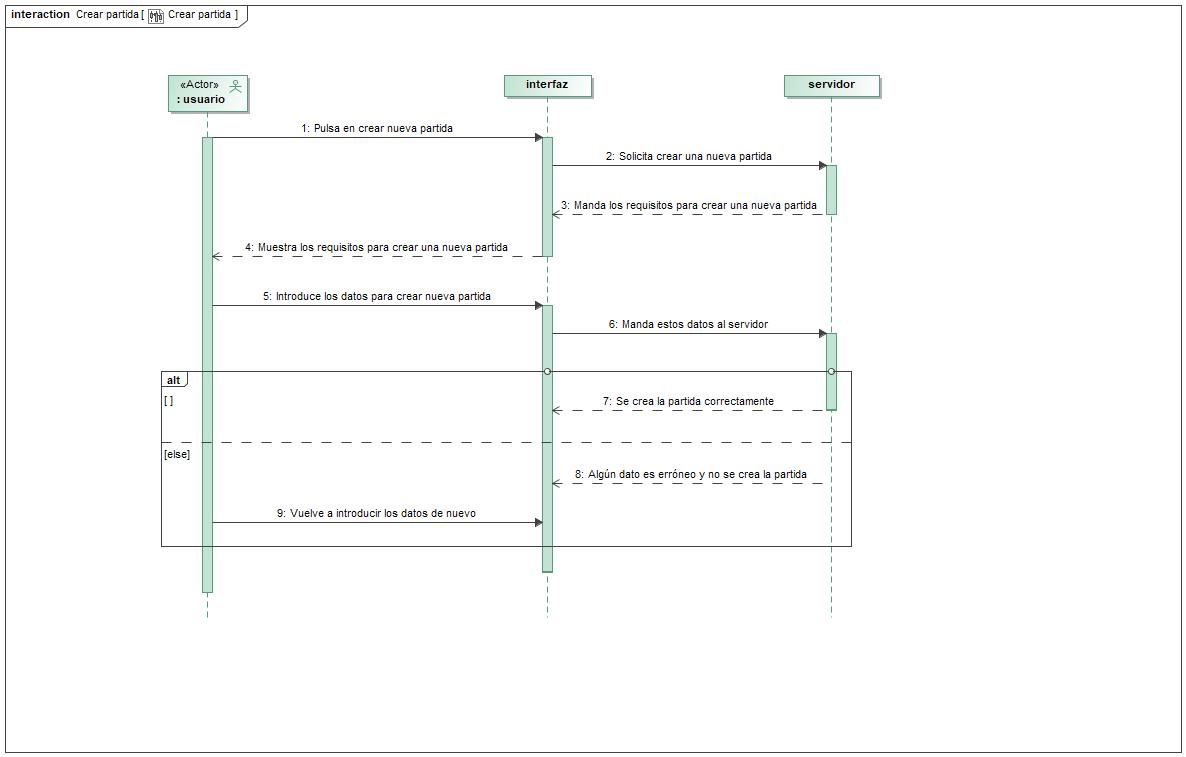 interaction Crear partida [ Crear partida ]
«Actor»
: usuario
interfaz
servidor
1: Pulsa en crear nueva partida
2: Solicita crear una nueva partida
3: Manda los requisitos para crear una nueva partida
4: Muestra los requisitos para crear una nueva partida
5: Introduce los datos para crear nueva partida
6: Manda estos datos al servidor
alt
[ ]
7: Se crea la partida correctamente
[else]
8: Algún dato es erróneo y no se crea la partida
9: Vuelve a introducir los datos de nuevo